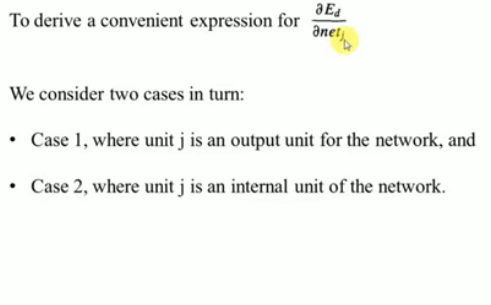 To derive a convenient expression for ∂E_d/∂net_j
We consider two cases in turn:
• Case 1, where unit j is an output unit for the network, and
• Case 2, where unit j is an internal unit of the network.